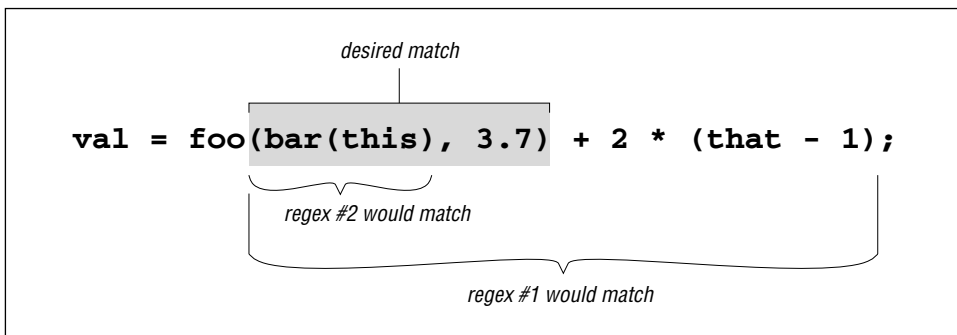 desired match
val = foo(bar(this), 3.7) + 2 * (that - 1);
regex #2 would match
regex #1 would match